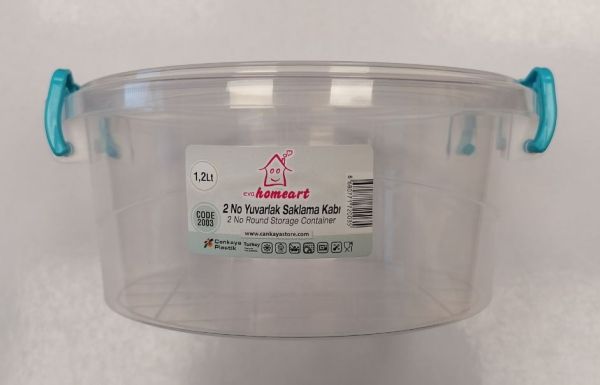 1,2Lt
evo homeart
CODE
2003
2 No Yuvarlak Saklama Kabı
2 No Round Storage Container
www.cankayastore.com
Çankaya
Plastik
Turkey